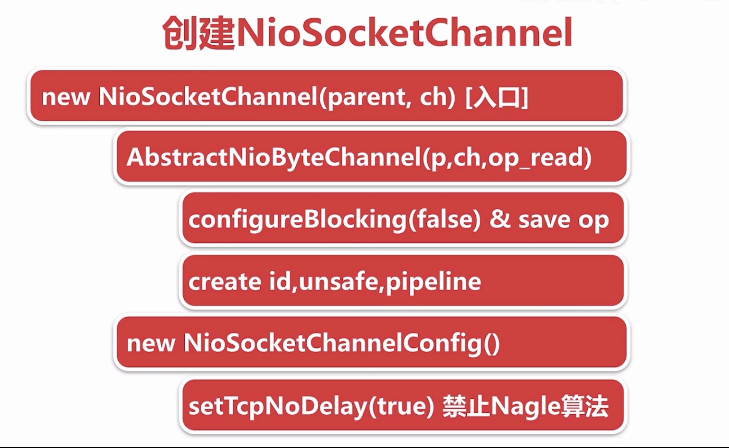 创建NioSocketChannel
new NioSocketChannel(parent, ch) [入口]
AbstractNioByteChannel(p,ch,op_read)
configureBlocking(false) & save op
create id,unsafe,pipeline
new NioSocketChannelConfig()
setTcpNoDelay(true) 禁止Nagle算法